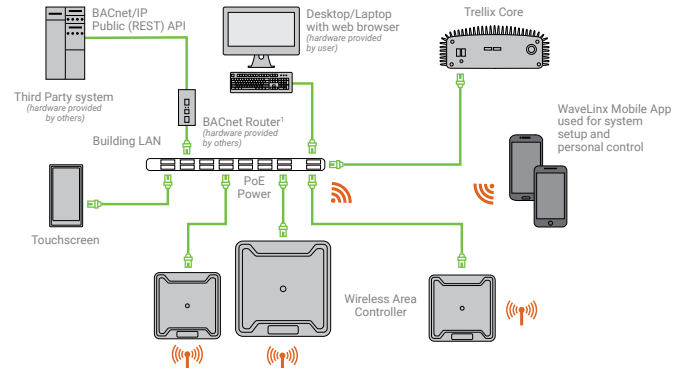 BACnet/IP
Public (REST) API
Desktop/Laptop
with web browser
(hardware provided
by user)
Trellix Core
Third Party system
(hardware provided
by others)
BACnet Router¹
(hardware provided
by others)
Building LAN
WaveLinx Mobile App
used for system
setup and
personal control
PoE
Power
Touchscreen
Wireless Area
Controller